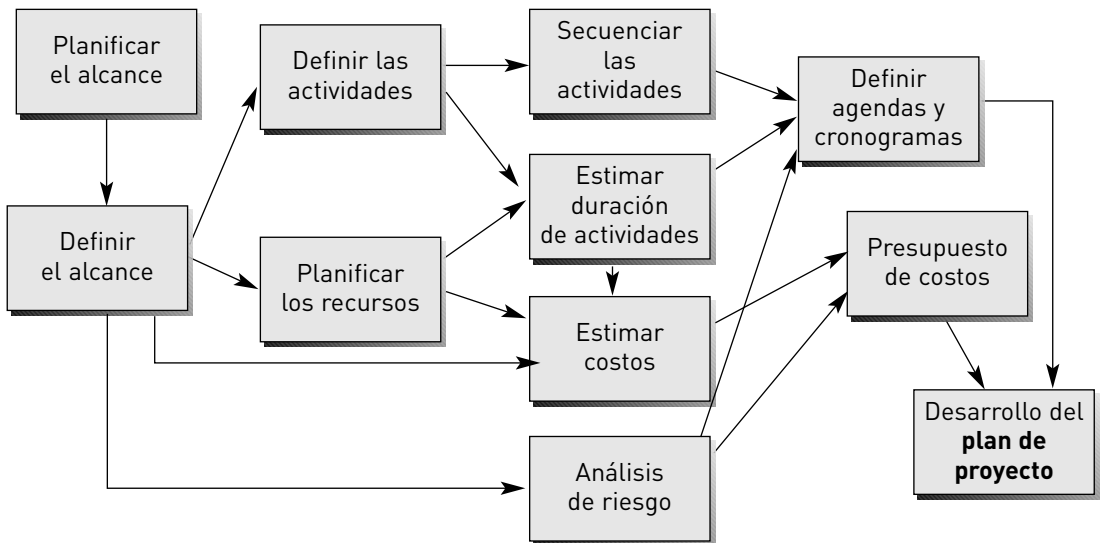 Planificar
el alcance
Definir las
actividades
Secuenciar
las
actividades
Definir
agendas y
cronogramas
Definir
el alcance
Planificar
los recursos
Estimar
duración
de actividades
Presupuesto
de costos
Estimar
costos
Análisis
de riesgo
Desarrollo del
plan de
proyecto